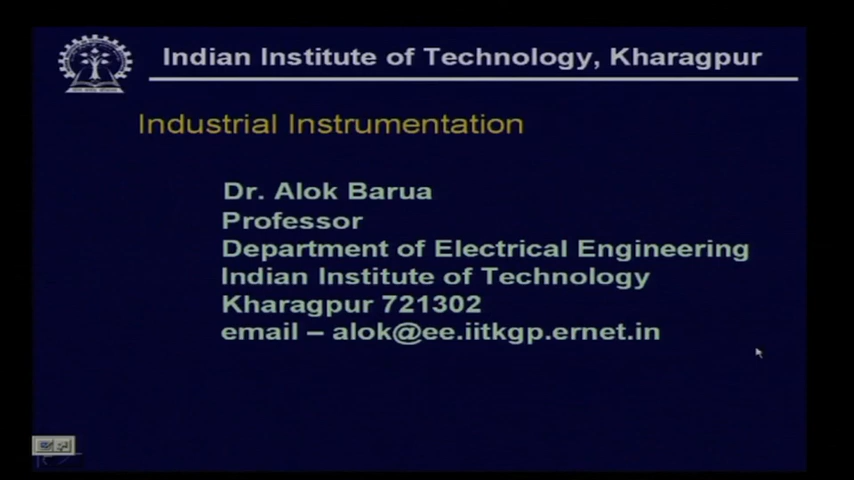 Indian Institute of Technology, Kharagpur
Industrial Instrumentation
Dr. Alok Barua
Professor
Department of Electrical Engineering
Indian Institute of Technology
Kharagpur 721302
email – alok@ee.iitkgp.ernet.in